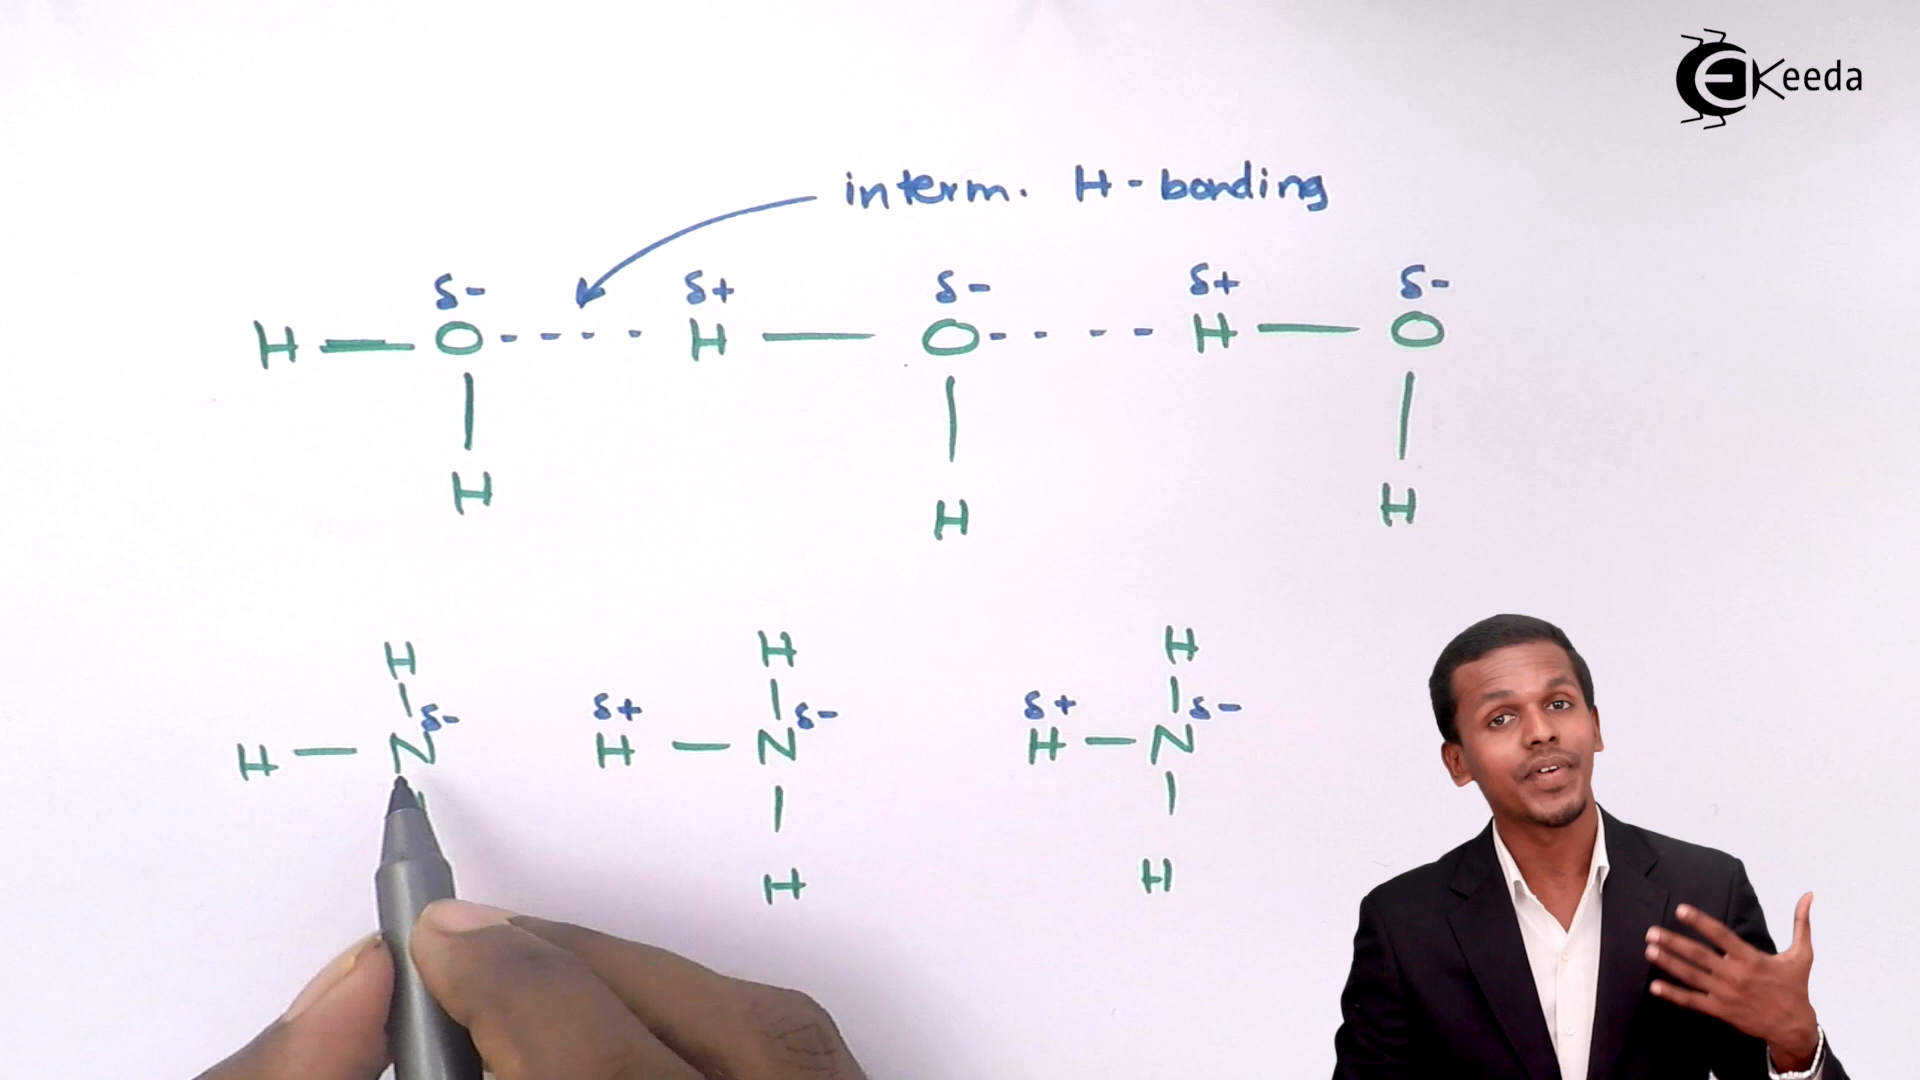 Keeda
interm. H-bonding
δ- δ+ δ- δ+ δ-
H — O ---- H — O ---- H — O
H H H
H H H
δ- δ+ δ- δ+ δ-
H — N H — N H — N
H H